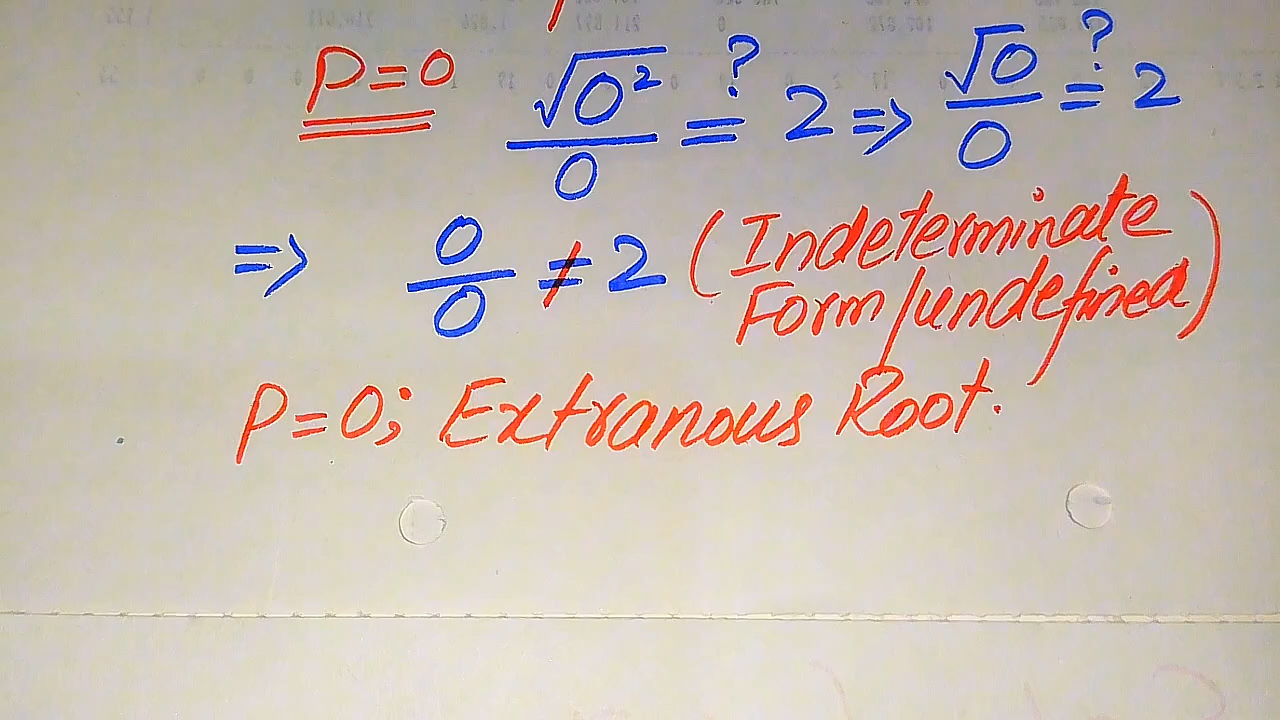 P=0 √0²/0 ≟ 2 => √0/0 ≟ 2
=> 0/0 ≠ 2 (Indeterminate
Form/undefined)
P=0; Extranous Root.